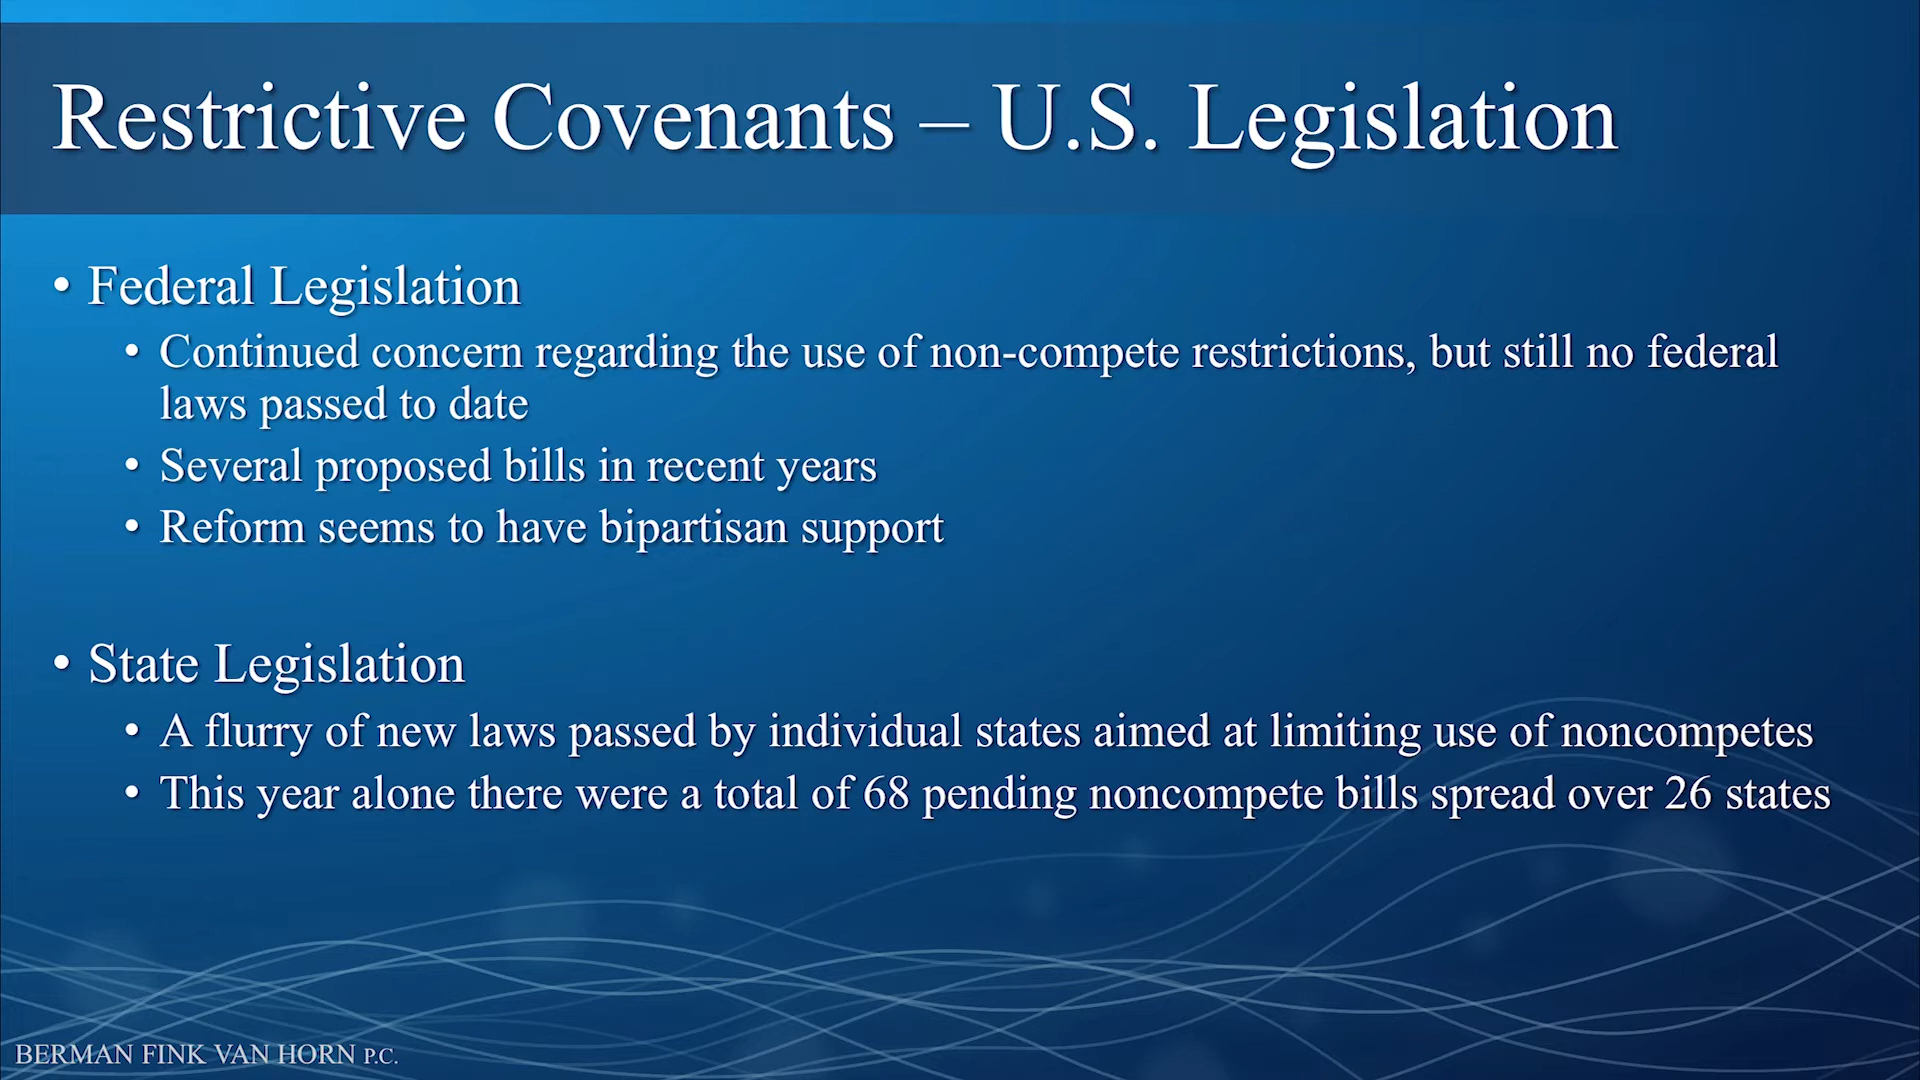 Restrictive Covenants – U.S. Legislation
• Federal Legislation
• Continued concern regarding the use of non-compete restrictions, but still no federal
laws passed to date
• Several proposed bills in recent years
• Reform seems to have bipartisan support
• State Legislation
• A flurry of new laws passed by individual states aimed at limiting use of noncompetes
• This year alone there were a total of 68 pending noncompete bills spread over 26 states
BERMAN FINK VAN HORN P.C.